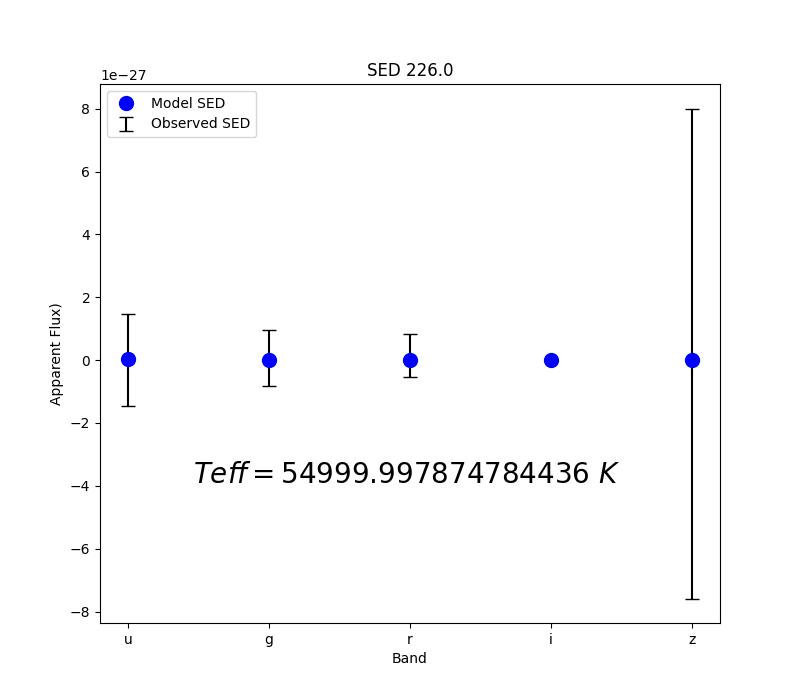 SED 226.0
1e−27
Model SED
Observed SED
8
6
4
2
0
−2
−4
−6
−8
Apparent Flux)
Teff = 54999.997874784436 K
u g r i z
Band